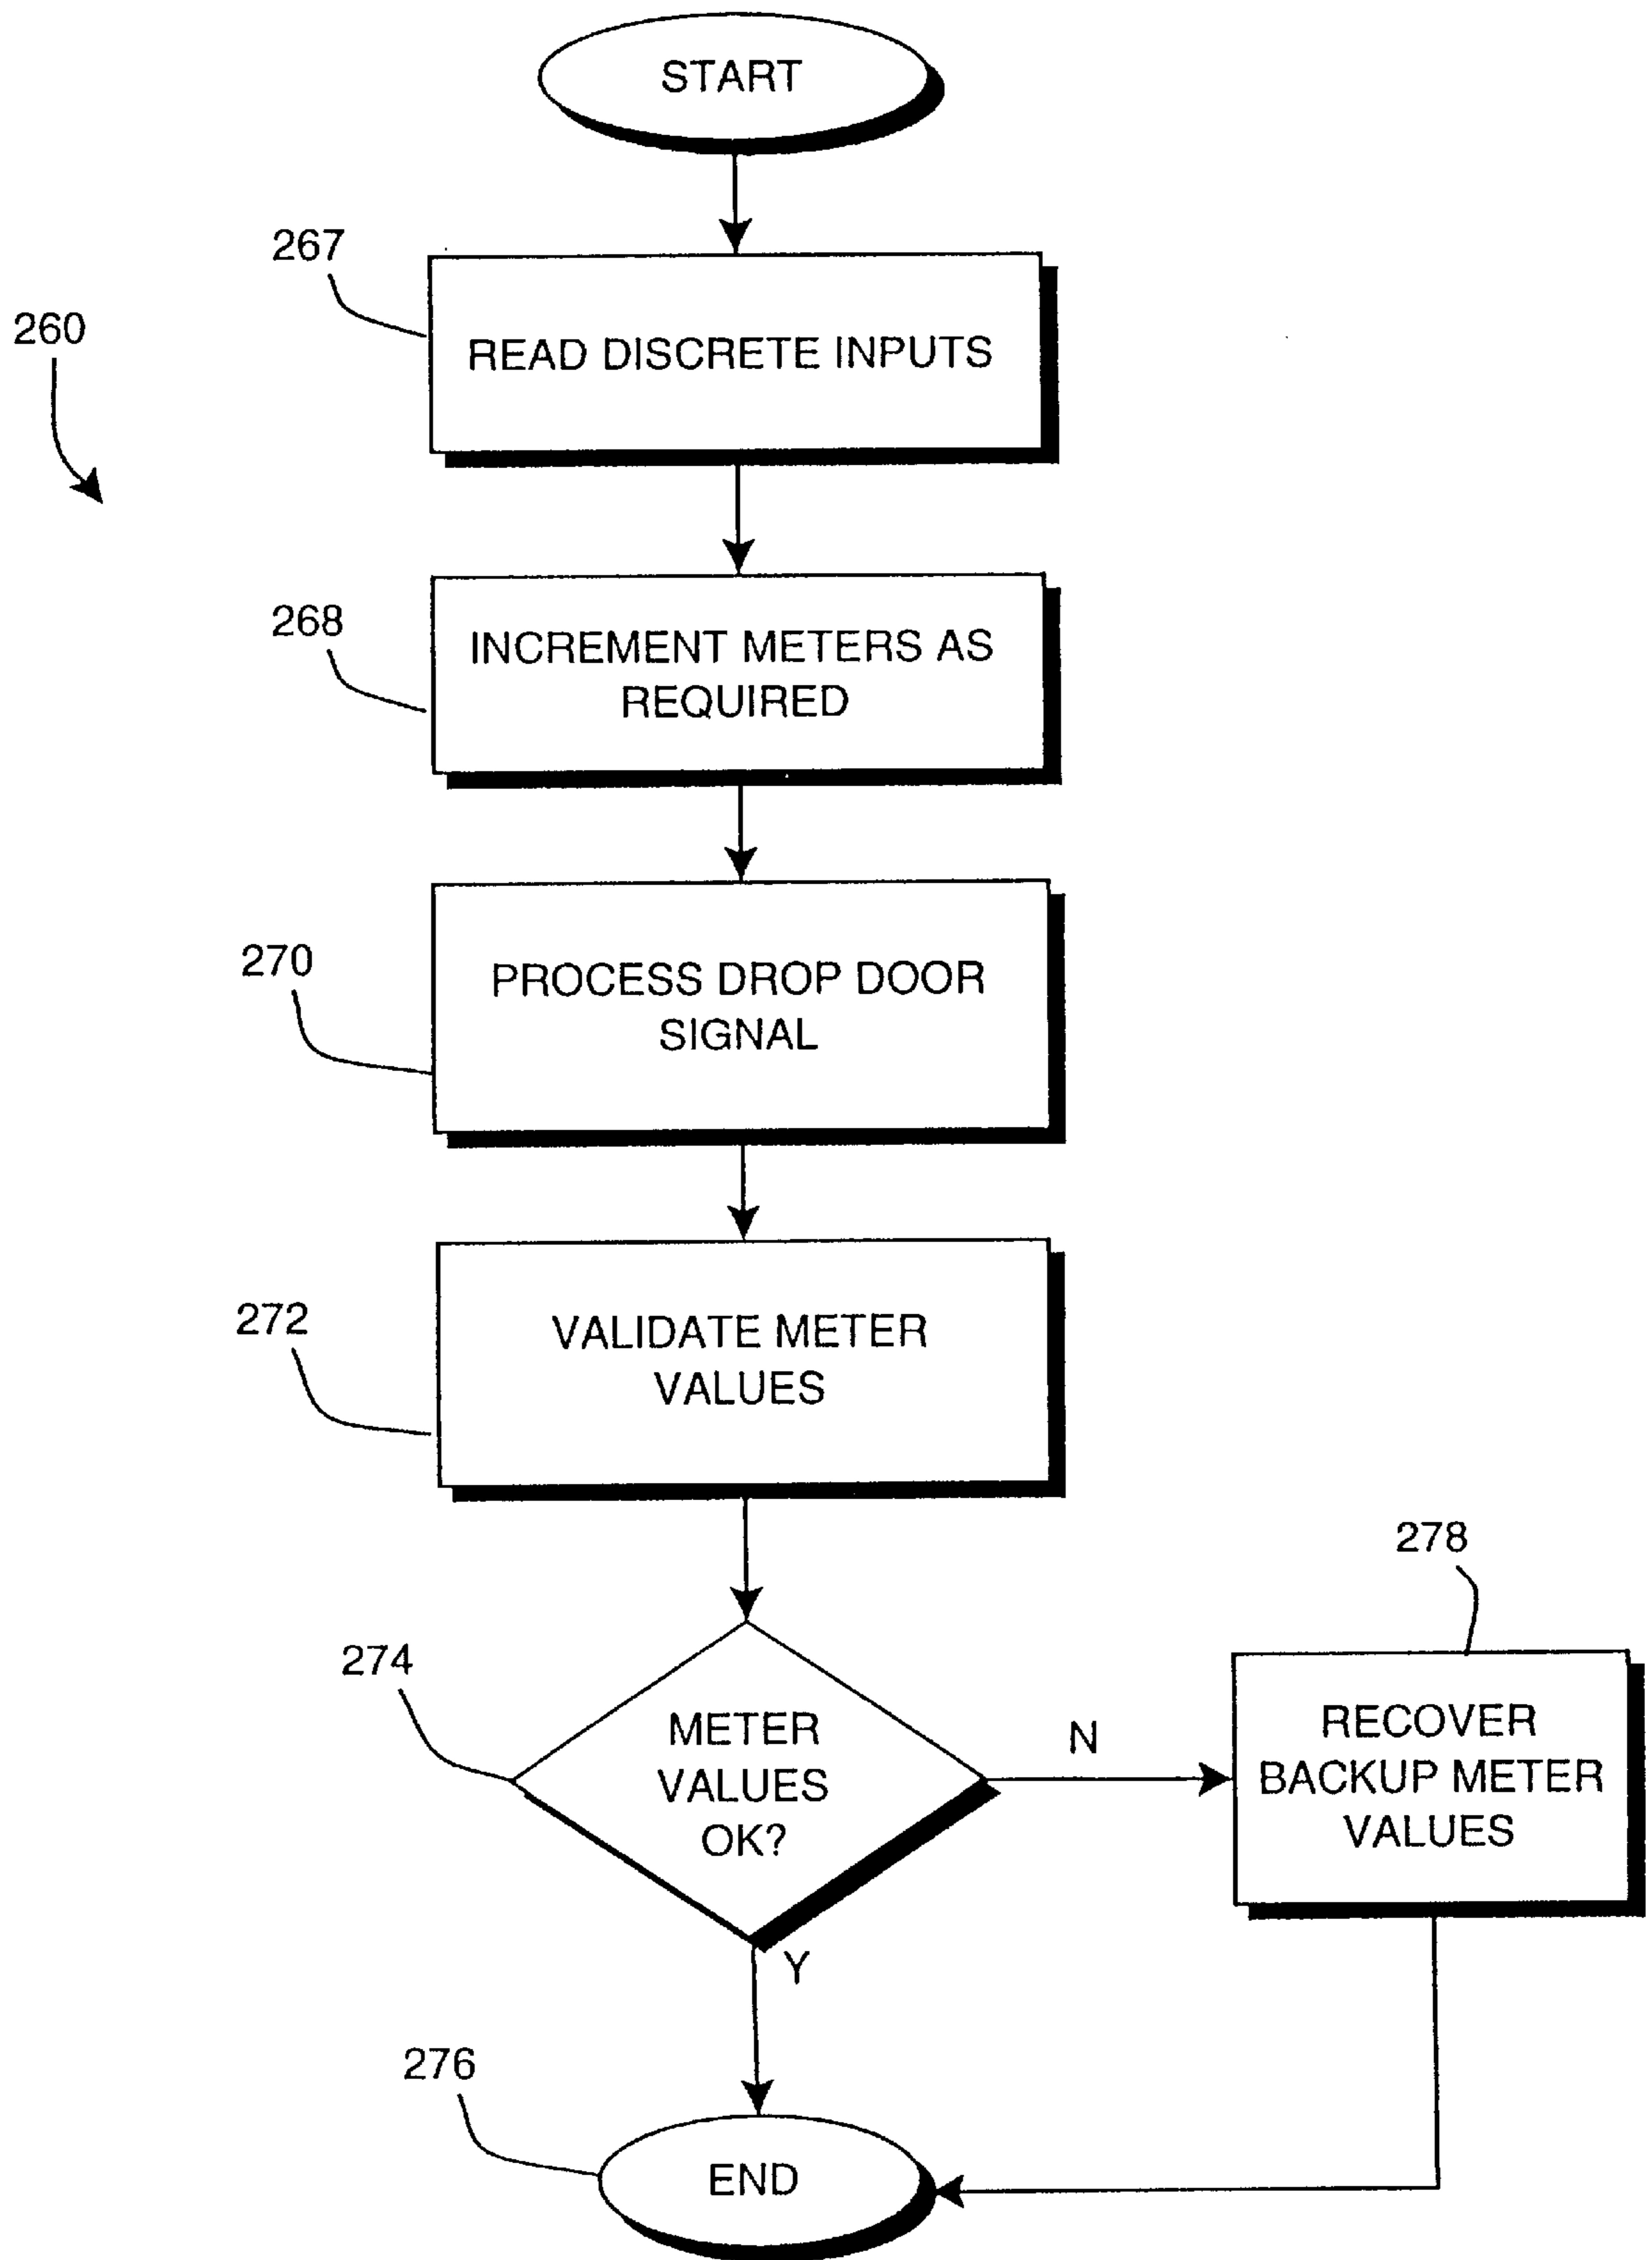 START
267
260
READ DISCRETE INPUTS
268
INCREMENT METERS AS
REQUIRED
270
PROCESS DROP DOOR
SIGNAL
272
VALIDATE METER
VALUES
278
274
METER
VALUES
OK?
N
RECOVER
BACKUP METER
VALUES
Y
276
END